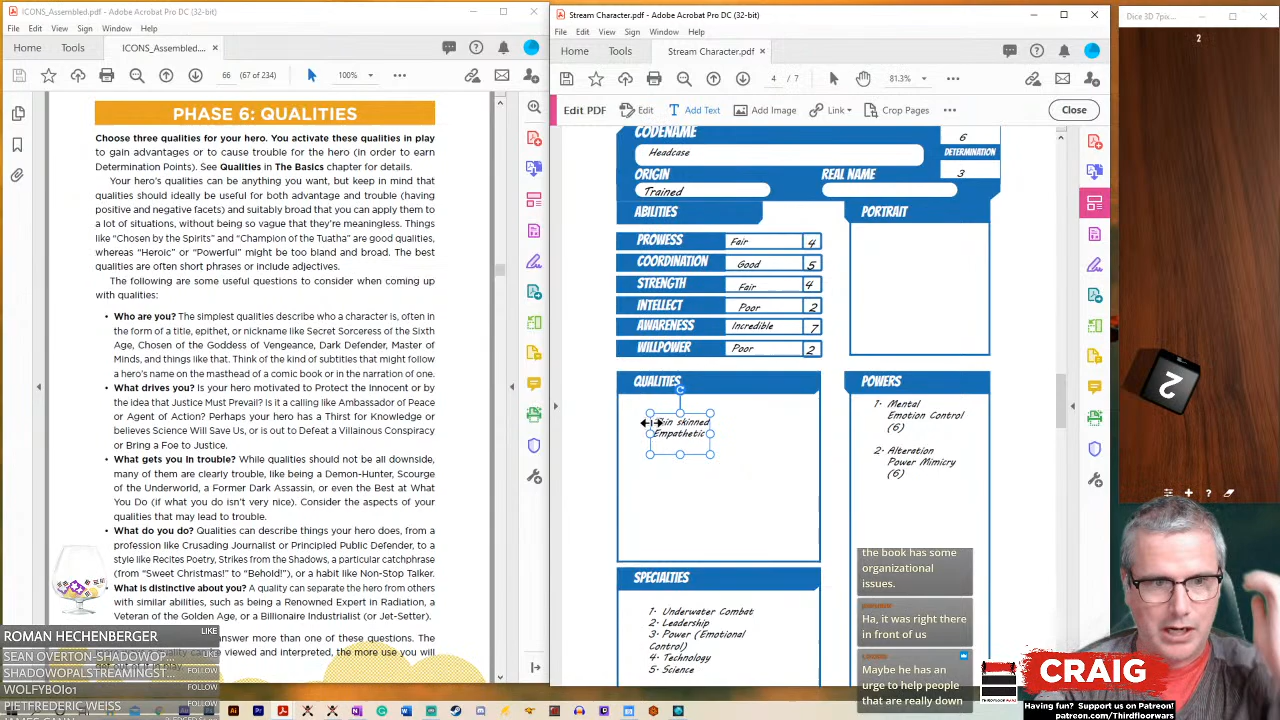 ICONS_Assembled.pdf - Adobe Acrobat Pro DC (32-bit)
File Edit View Sign Window Help
Home Tools ICONS_Assembled....
66 (67 of 234) 100%
PHASE 6: QUALITIES
Choose three qualities for your hero. You activate these qualities in play
to gain advantages or to cause trouble for the hero (in order to earn
Determination Points). See Qualities in The Basics chapter for details.
Your hero's qualities can be anything you want, but keep in mind that
qualities should ideally be useful for both advantage and trouble (having
positive and negative facets) and suitably broad that you can apply them to
a lot of situations, without being so vague that they're meaningless. Things
like "Chosen by the Spirits" and "Champion of the Tuatha" are good qualities,
whereas "Heroic" or "Powerful" might be too bland and broad. The best
qualities are often short phrases or include adjectives.
The following are some useful questions to consider when coming up
with qualities:
• Who are you? The simplest qualities describe who a character is, often in
the form of a title, epithet, or nickname like Secret Sorceress of the Sixth
Age, Chosen of the Goddess of Vengeance, Dark Defender, Master of
Minds, and things like that. Think of the kind of subtitles that might follow
a hero's name on the masthead of a comic book or in the narration of one.
• What drives you? Is your hero motivated to Protect the Innocent or by
the idea that Justice Must Prevail? Is it a calling like Ambassador of Peace
or Agent of Action? Perhaps your hero has a Thirst for Knowledge or
believes Science Will Save Us, or is out to Defeat a Villainous Conspiracy
or Bring a Foe to Justice.
• What gets you in trouble? While qualities should not be all downside,
many of them are clearly trouble, like being a Demon-Hunter, Scourge
of the Underworld, a Former Dark Assassin, or even the Best at What
You Do (if what you do isn't very nice). Consider the aspects of your
qualities that may lead to trouble.
• What do you do? Qualities can describe things your hero does, from a
profession like Crusading Journalist or Principled Public Defender, to a
style like Recites Poetry, Strikes from the Shadows, a particular catchphrase
(from "Sweet Christmas!" to "Behold!"), or a habit like Non-Stop Talker.
• What is distinctive about you? A quality can separate the hero from others
with similar abilities, such as being a Renowned Expert in Radiation, a
Veteran of the Golden Age, or a Billionaire Industrialist (or Jet-Setter).
answer more than one of these questions. The
viewed and interpreted, the more use you will
ROMAN HECHENBERGER LIKE
SEAN OVERTON-SHADOWOP... LIKE
SHADOWOPALSTREAMINGST... FOLLOW
WOLFYBOI01 FOLLOW
PIETFREDERIC WEISS FOLLOW
FOLLOW
Stream Character.pdf - Adobe Acrobat Pro DC (32-bit)
File Edit View Sign Window Help
Home Tools Stream Character.pdf
4 / 7 81.3%
Edit PDF Edit Add Text Add Image Link Crop Pages Close
CODENAME 6
Headcase DETERMINATION
3
ORIGIN REAL NAME
Trained
ABILITIES
PROWESS Fair 4
COORDINATION Good 5
STRENGTH Fair 4
INTELLECT Poor 2
AWARENESS Incredible 7
WILLPOWER Poor 2
PORTRAIT
QUALITIES
skinned
Empathetic
POWERS
1. Mental
Emotion Control
(6)
2. Alteration
Power Mimicry
(6)
SPECIALTIES
1. Underwater Combat
2. Leadership
3. Power (Emotional
Control)
4. Technology
5. Science
the book has some
organizational
issues.
Ha, it was right there
in front of us
Maybe he has an
urge to help people
that are really down
Dice 3D 7pix...
2
2
CRAIG
THIRDFLOORWARS
Having fun? Support us on Patreon!
patreon.com/Thirdfloorwars